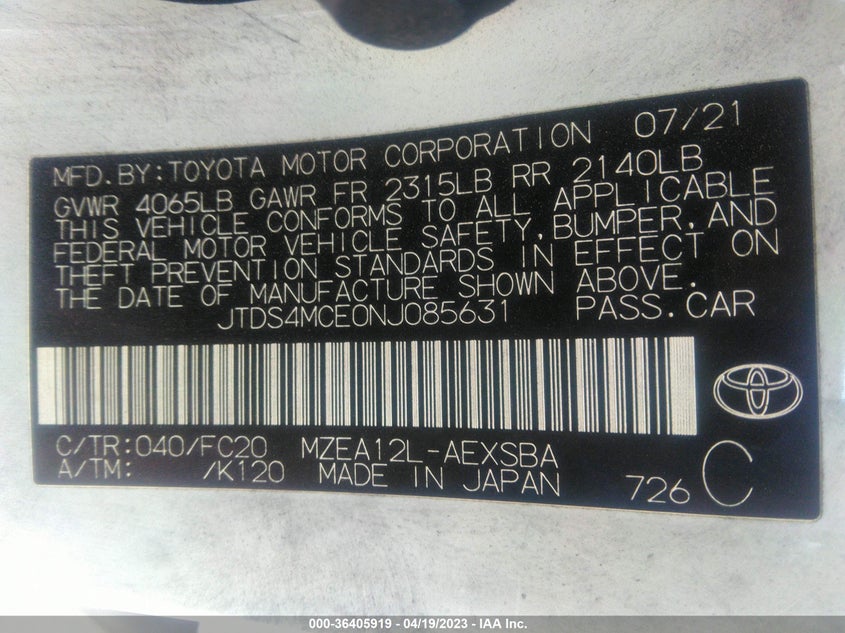 MFD. BY: TOYOTA MOTOR CORPORATION 07/21
GVWR 4065LB GAWR FR 2315LB RR 2140LB
THIS VEHICLE CONFORMS TO ALL APPLICABLE
FEDERAL MOTOR VEHICLE SAFETY, BUMPER, AND
THEFT PREVENTION STANDARDS IN EFFECT ON
THE DATE OF MANUFACTURE SHOWN ABOVE.
JTDS4MCE0NJ085631 PASS. CAR
C/TR: 040/FC20 MZEA12L-AEXSBA
A/TM: /K120 MADE IN JAPAN 726 C
000-36405919 - 04/19/2023 - IAA Inc.